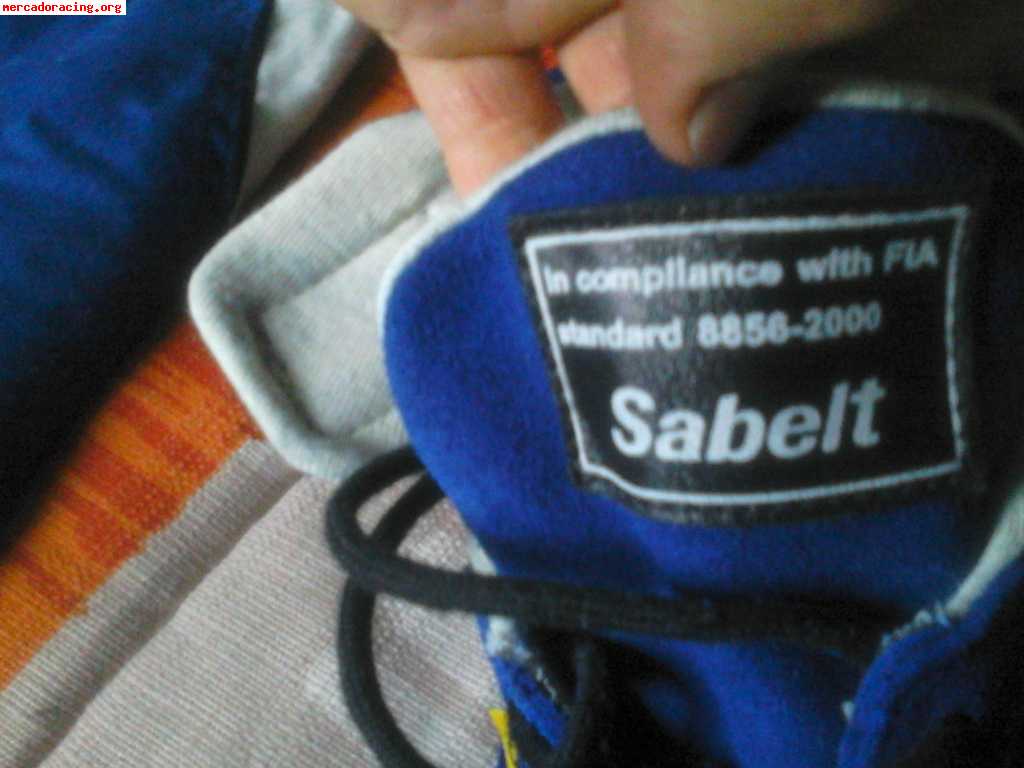 mercadoracing.org
In compliance with FIA
standard 8856-2000
Sabelt